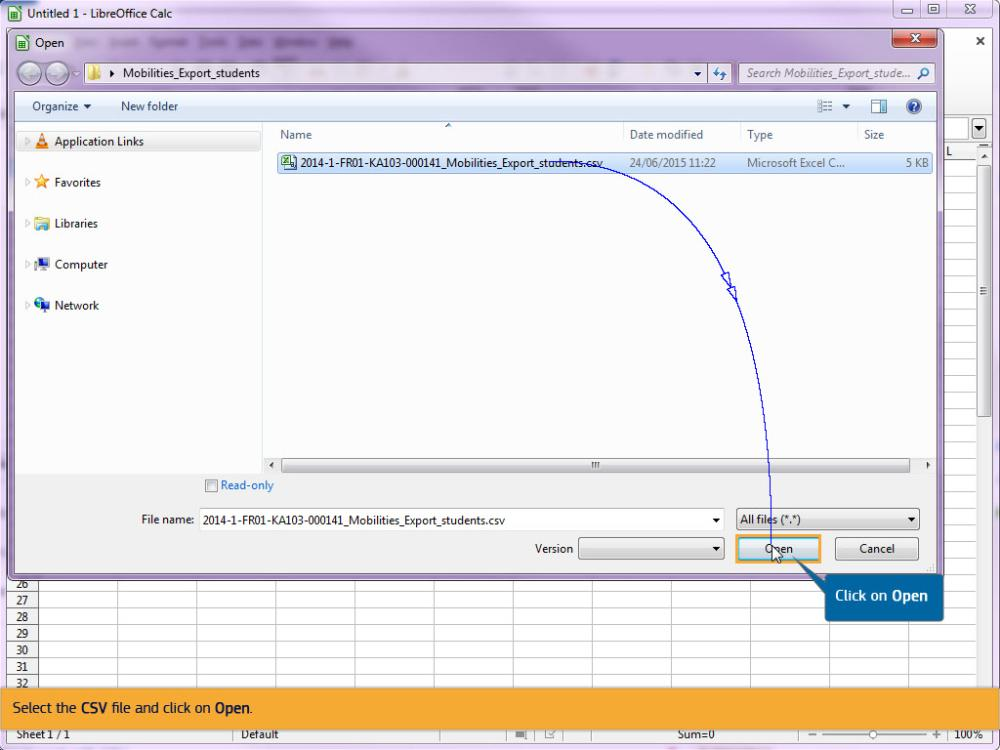 Untitled 1 - LibreOffice Calc
Open
Mobilities_Export_students
Search Mobilities_Export_stude...
Organize
New folder
Name
Date modified
Type
Size
Application Links
2014-1-FR01-KA103-000141_Mobilities_Export_students.csv
24/06/2015 11:22
Microsoft Excel C...
5 KB
L
Favorites
Libraries
Computer
Network
Read-only
File name:
2014-1-FR01-KA103-000141_Mobilities_Export_students.csv
All files (*.*)
Version
Open
Cancel
Click on Open
26
27
28
29
30
31
32
Select the CSV file and click on Open.
Sheet 1 / 1
Default
Sum=0
100%